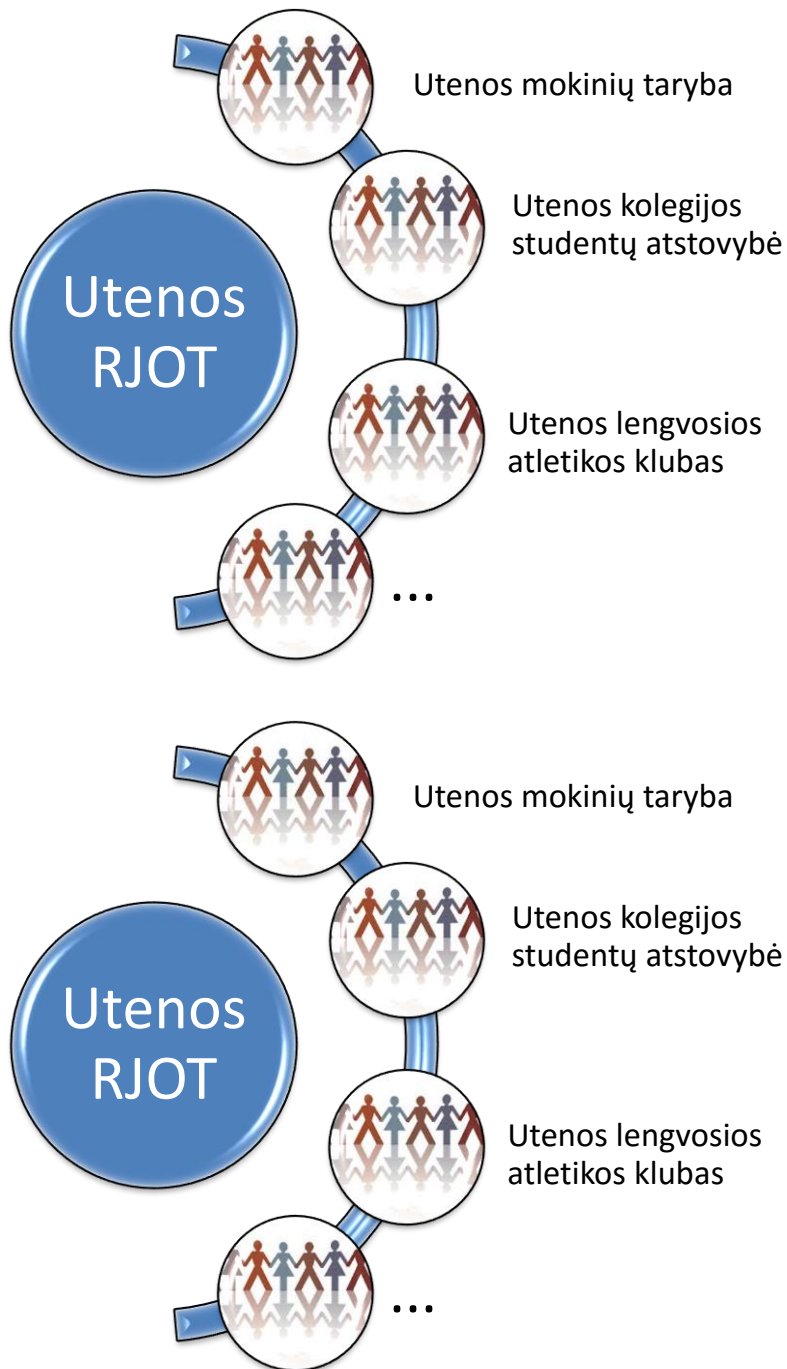 Utenos mokinių taryba
Utenos kolegijos
studentų atstovybė
Utenos
RJOT
Utenos lengvosios
atletikos klubas
...
Utenos mokinių taryba
Utenos kolegijos
studentų atstovybė
Utenos
RJOT
Utenos lengvosios
atletikos klubas
...